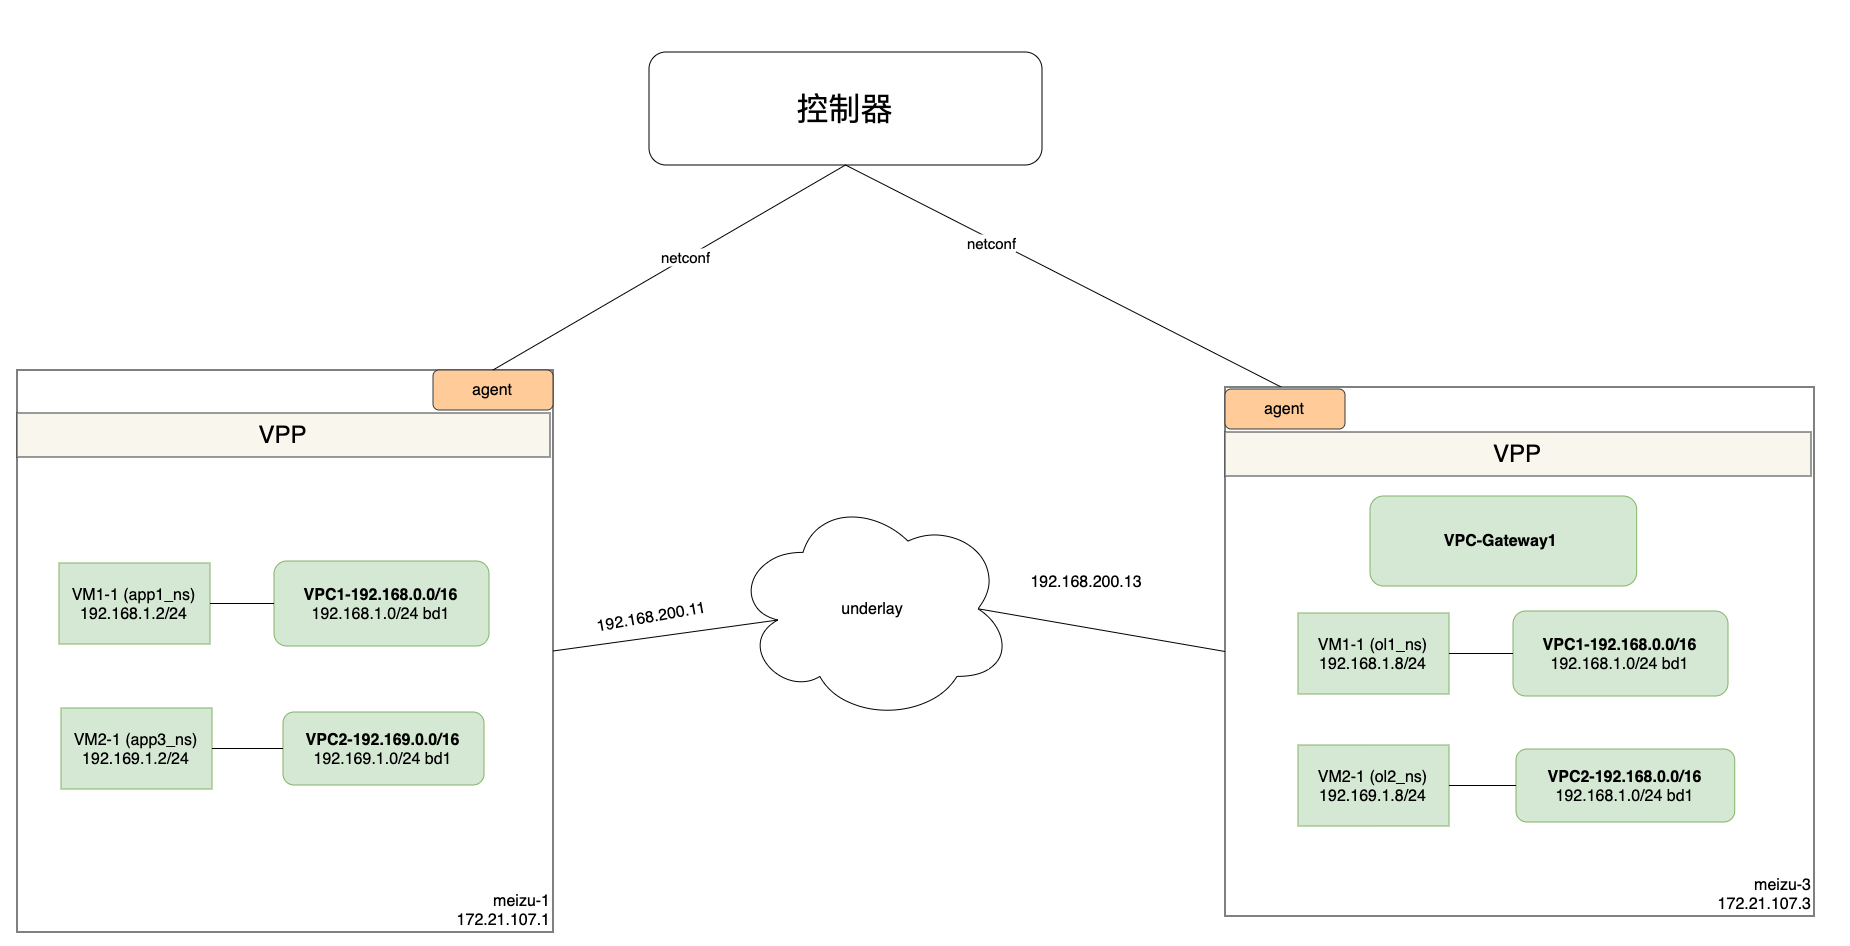 控制器
netconf
netconf
agent
VPP
VM1-1 (app1_ns)
192.168.1.2/24
VPC1-192.168.0.0/16
192.168.1.0/24 bd1
VM2-1 (app3_ns)
192.169.1.2/24
VPC2-192.169.0.0/16
192.169.1.0/24 bd1
meizu-1
172.21.107.1
192.168.200.11
underlay
192.168.200.13
agent
VPP
VPC-Gateway1
VM1-1 (ol1_ns)
192.168.1.8/24
VPC1-192.168.0.0/16
192.168.1.0/24 bd1
VM2-1 (ol2_ns)
192.169.1.8/24
VPC2-192.168.0.0/16
192.168.1.0/24 bd1
meizu-3
172.21.107.3